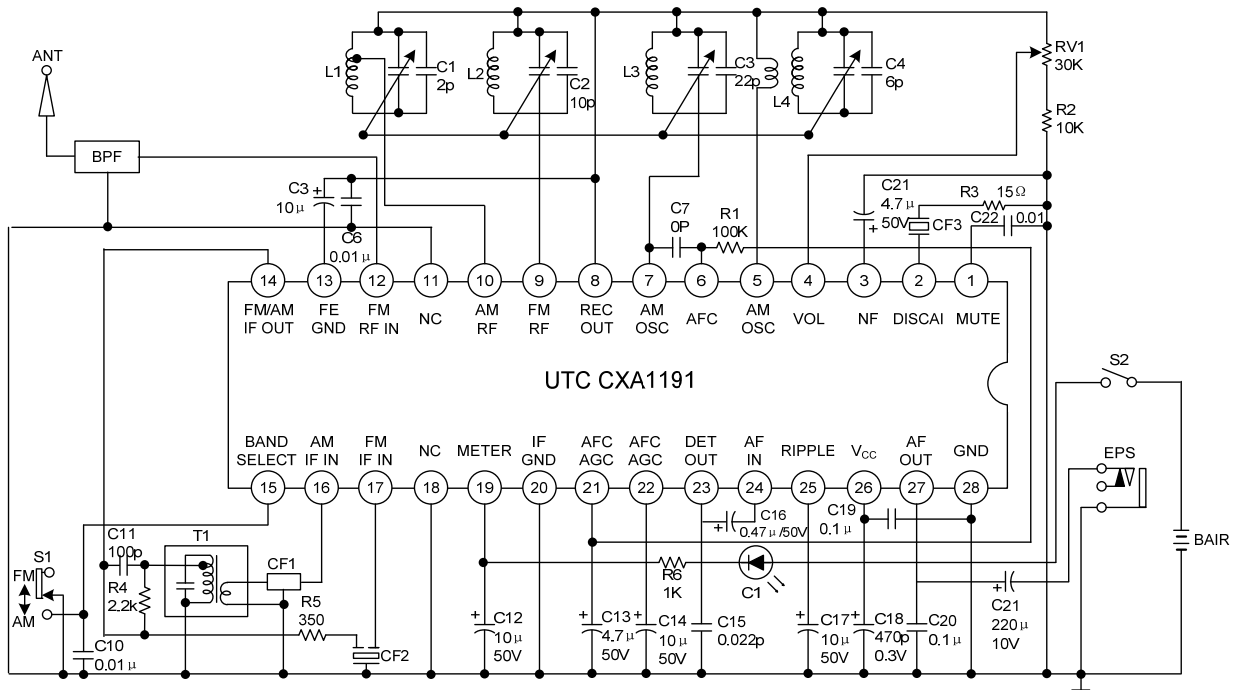 ANT
BPF
L1
C1
2p
L2
C2
10p
L3
C3
22p
L4
C4
6p
RV1
30K
R2
10K
C3
+
10μ
C6
0.01μ
C7
0P
R1
100K
C21
4.7μ
50V
+
CF3
R3 15Ω
C22 0.01
14 13 12 11 10 9 8 7 6 5 4 3 2 1
FM/AM
IF OUT
FE
GND
FM
RF IN
NC
AM
RF
FM
RF
REC
OUT
AM
OSC
AFC
AM
OSC
VOL
NF
DISCAI
MUTE
UTC CXA1191
BAND
SELECT
AM
IF IN
FM
IF IN
NC
METER
IF
GND
AFC
AGC
AFC
AGC
DET
OUT
AF
IN
RIPPLE
VCC
AF
OUT
GND
15 16 17 18 19 20 21 22 23 24 25 26 27 28
S2
EPS
BAIR
C11
100p
T1
S1
FM
AM
R4
2.2k
CF1
R5
350
C10
0.01μ
CF2
+
C16
0.47μ/50V
C19
0.1μ
R6
1K
C1
+
C12
10μ
50V
+
C13
4.7μ
50V
+
C14
10μ
50V
C15
0.022p
+
C17
10μ
50V
+
C18
470p
0.3V
C20
0.1μ
+
C21
220μ
10V